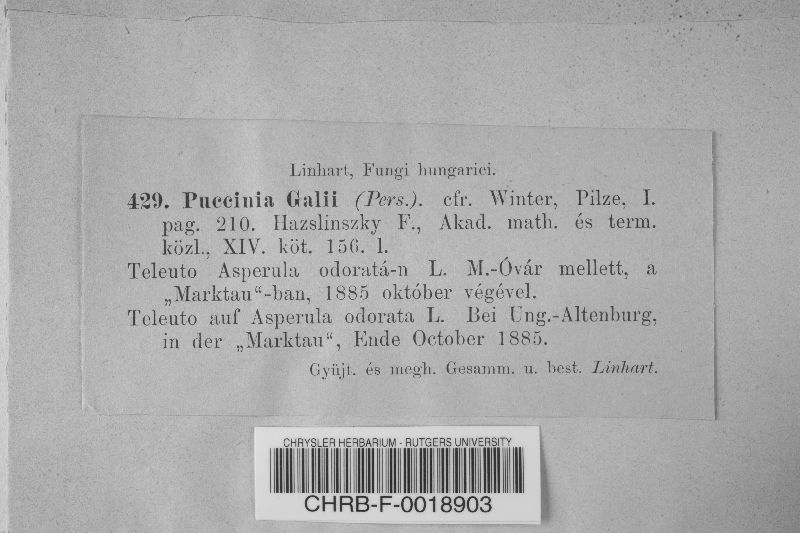 Linhart, Fungi hungarici.
429. Puccinia Galii (Pers.). cfr. Winter, Pilze, I.
pag. 210. Hazslinszky F., Akad. math. és term.
közl., XIV. köt. 156. l.
Teleuto Asperula odoratá-n L. M.-Óvár mellett, a
„Marktau“-ban, 1885 október végével.
Teleuto auf Asperula odorata L. Bei Ung.-Altenburg,
in der „Marktau“, Ende October 1885.
Gyüjt. és megh. Gesamm. u. best. Linhart.
CHRYSLER HERBARIUM - RUTGERS UNIVERSITY
CHRB-F-0018903